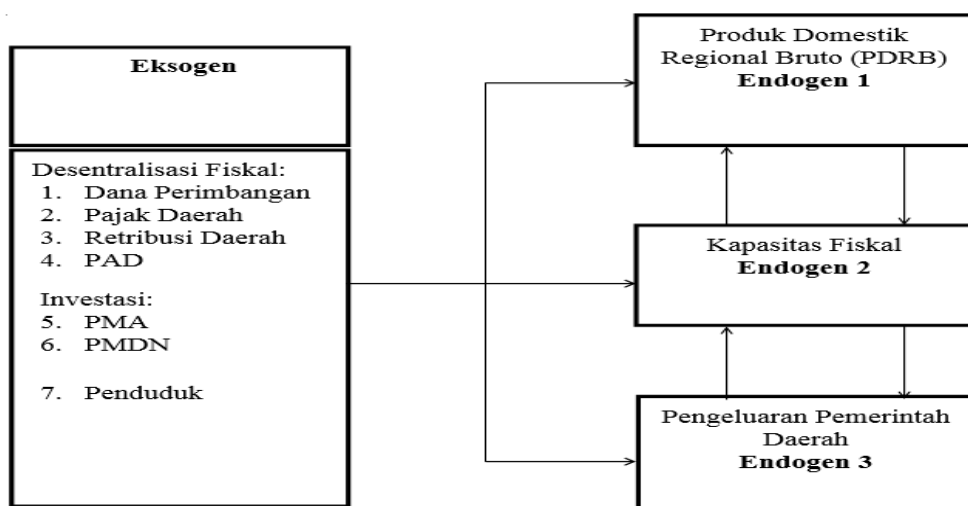 Eksogen
Desentralisasi Fiskal:
1. Dana Perimbangan
2. Pajak Daerah
3. Retribusi Daerah
4. PAD
Investasi:
5. PMA
6. PMDN
7. Penduduk
Produk Domestik
Regional Bruto (PDRB)
Endogen 1
Kapasitas Fiskal
Endogen 2
Pengeluaran Pemerintah
Daerah
Endogen 3